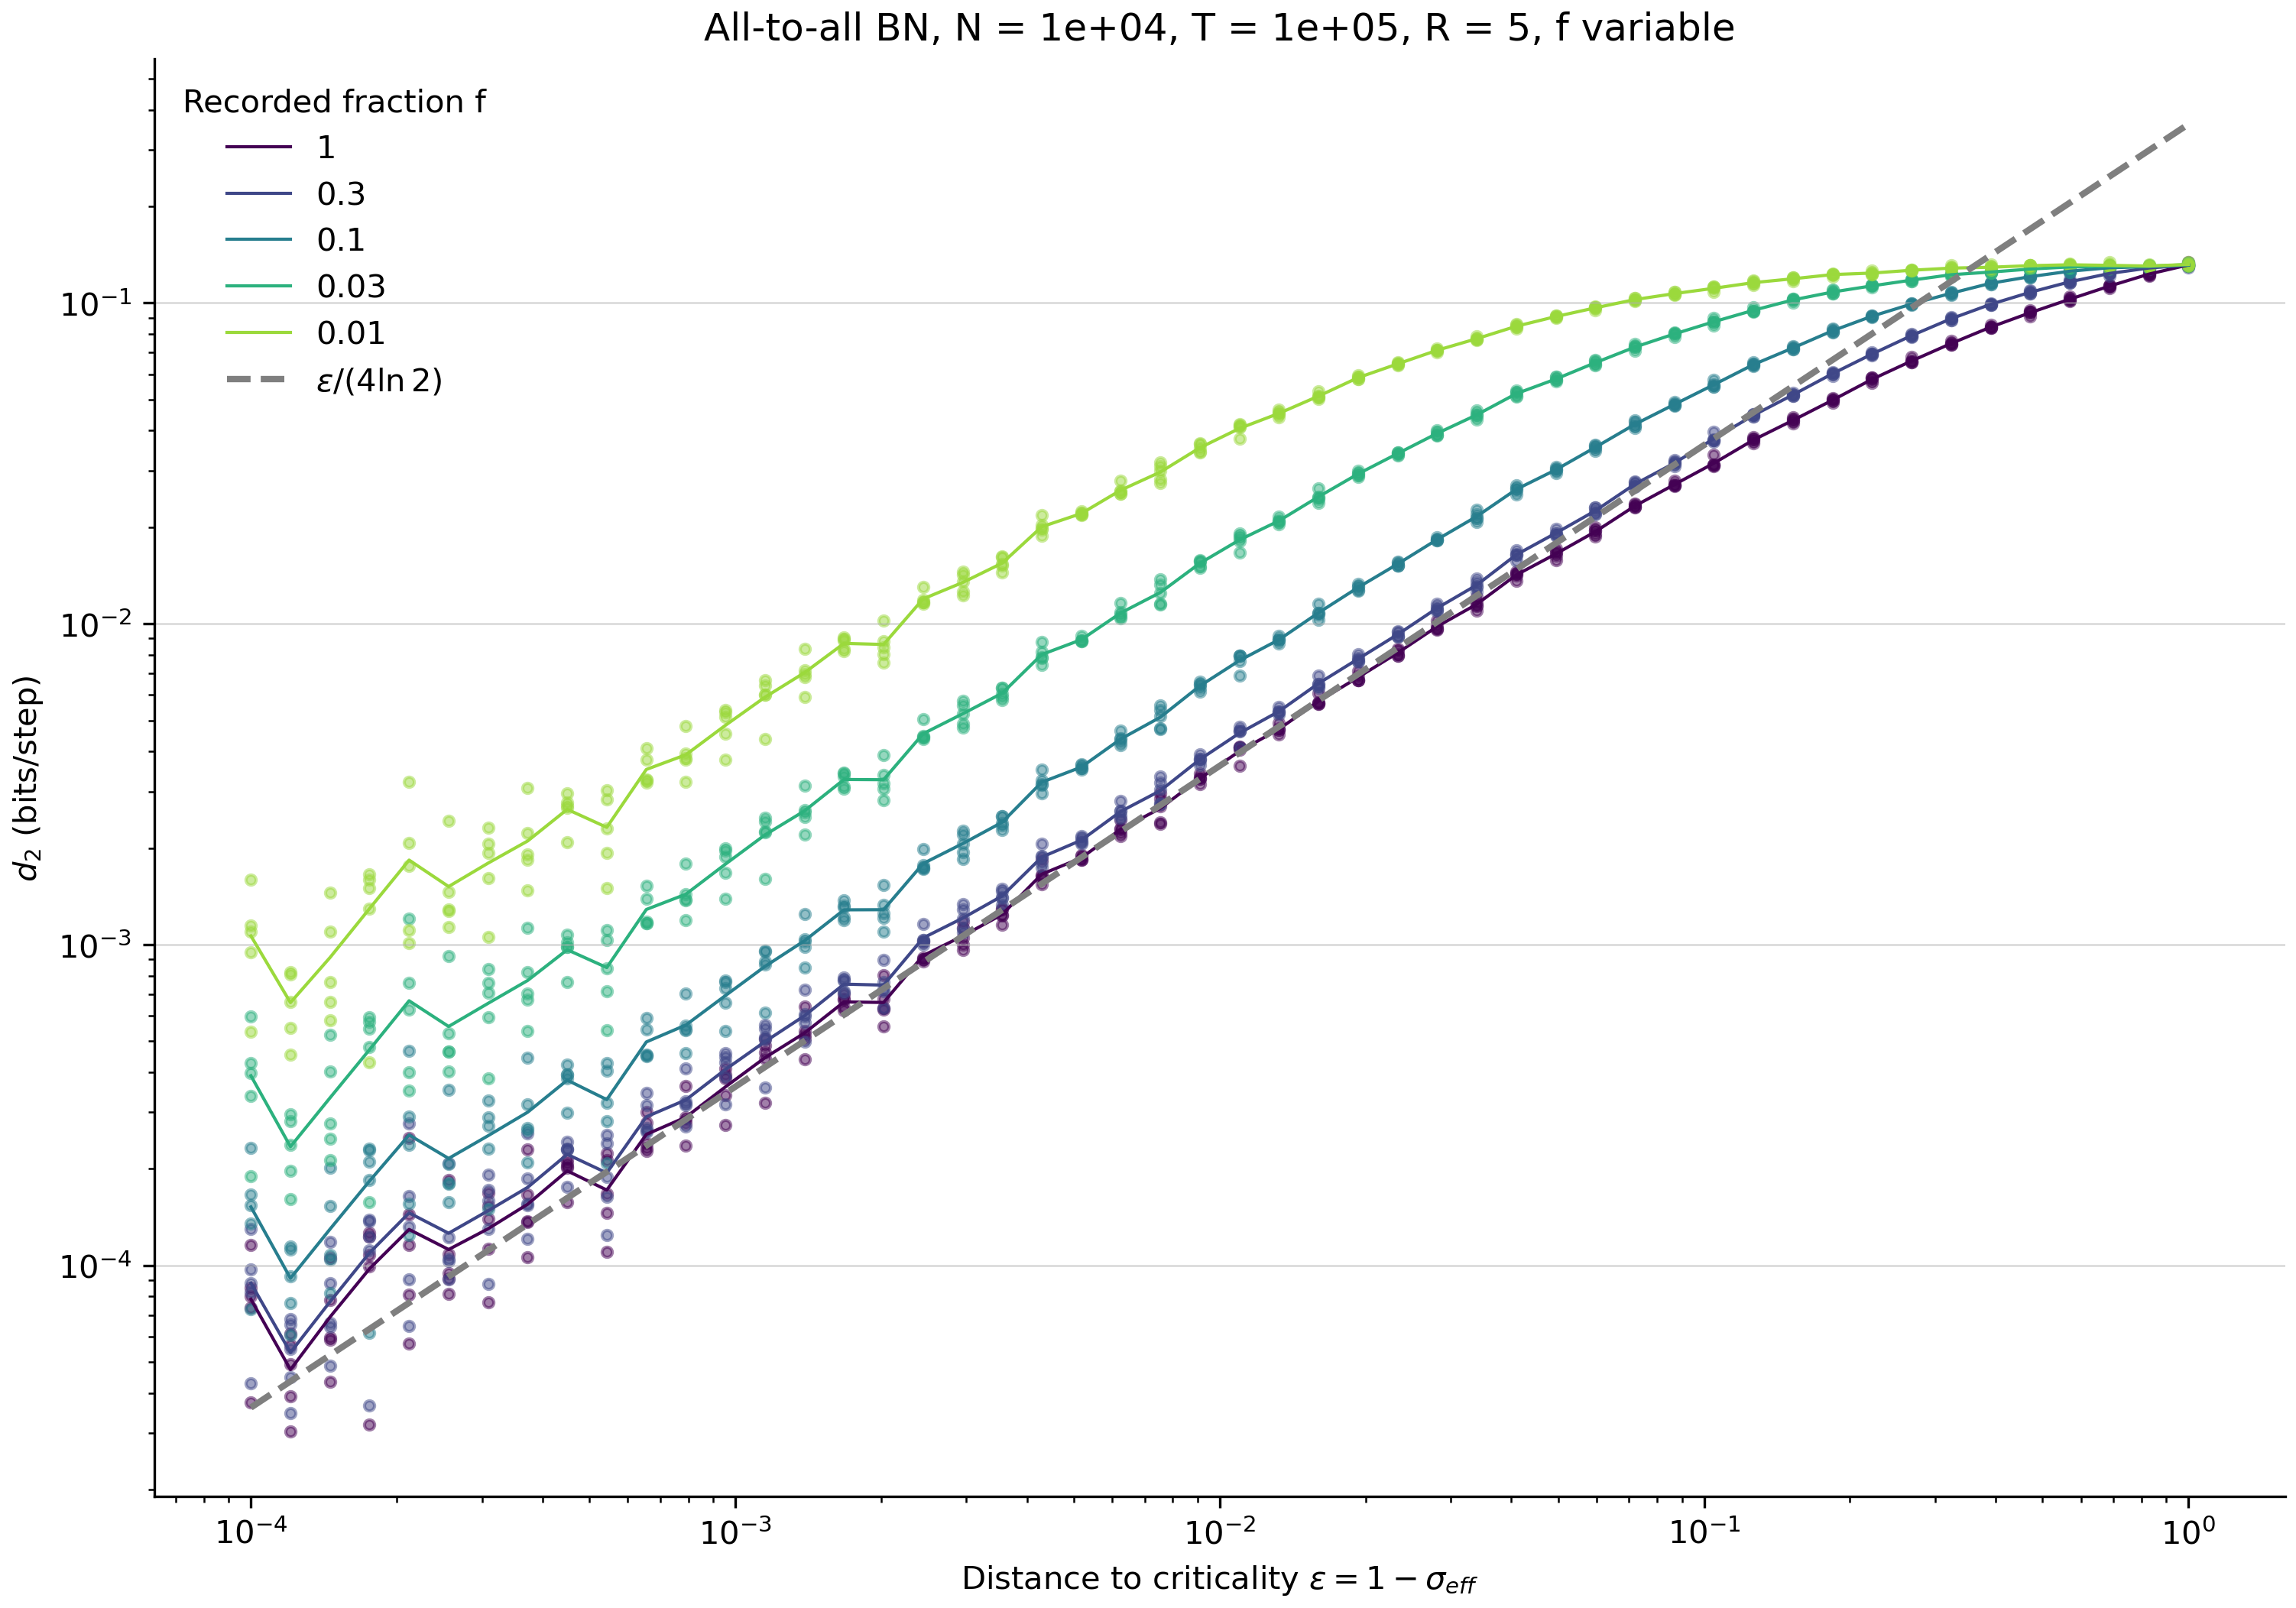 All-to-all BN, N = 1e+04, T = 1e+05, R = 5, f variable
Recorded fraction f
1
0.3
0.1
0.03
0.01
ε/(4ln 2)
10⁻¹
10⁻²
10⁻³
10⁻⁴
d₂ (bits/step)
10⁻⁴
10⁻³
10⁻²
10⁻¹
10⁰
Distance to criticality ε = 1 − σ_eff